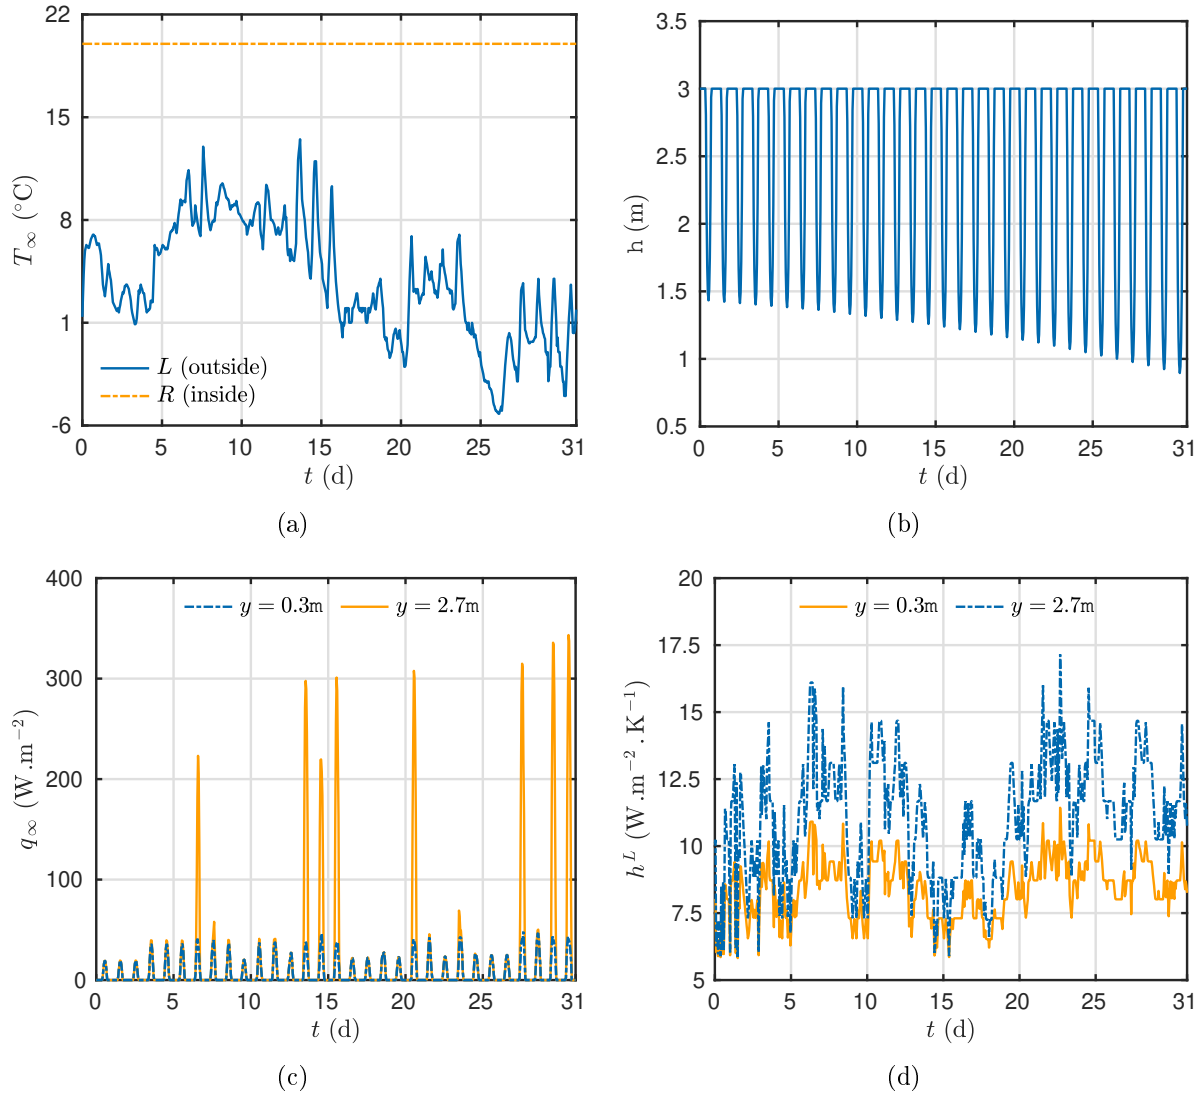 22
15
8
1
-6
T∞ (°C)
L (outside)
R (inside)
0 5 10 15 20 25 31
t (d)
(a)
3.5
3
2.5
2
1.5
1
0.5
h (m)
0 5 10 15 20 25 31
t (d)
(b)
400
300
200
100
0
q∞ (W.m⁻²)
y = 0.3m y = 2.7m
0 5 10 15 20 25 31
t (d)
(c)
20
17.5
15
12.5
10
7.5
5
h^L (W.m⁻².K⁻¹)
y = 0.3m y = 2.7m
0 5 10 15 20 25 31
t (d)
(d)